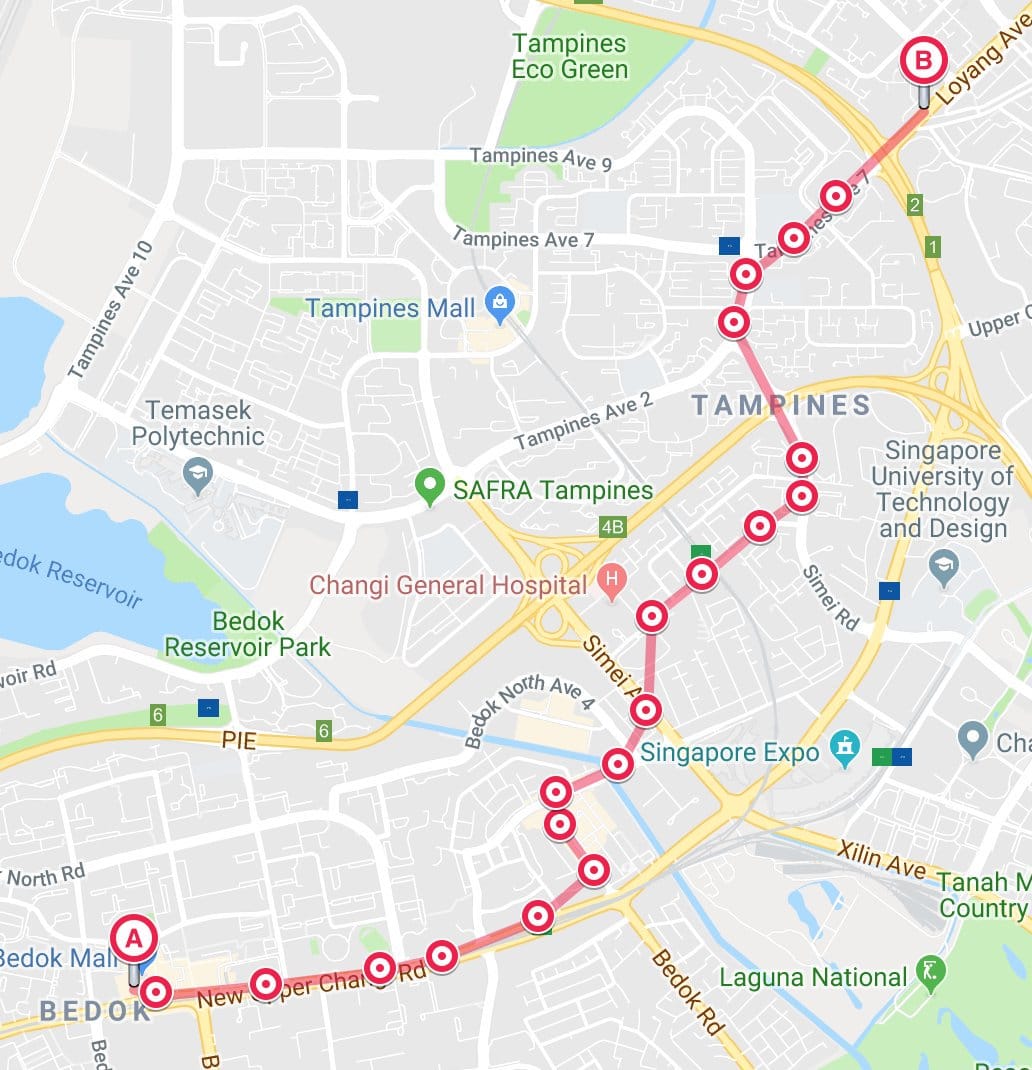 Tampines
Eco Green
B
Loyang Ave
Tampines Ave 9
2
Tampines Ave 7
1
Tampines Ave 10
Tampines Mall
Upper
Tampines Ave 2
TAMPINES
Temasek
Polytechnic
Singapore
University of
Technology
and Design
SAFRA Tampines
4B
Changi General Hospital
H
edok Reservoir
Simei Rd
Bedok
Reservoir Park
voir Rd
Simei A
Bedok North Ave 4
6
6
PIE
Singapore Expo
Cha
Xilin Ave
North Rd
Tanah M
Country
A
Bedok Mall
New Upper Changi Rd
Laguna National
BEDOK
Bedok Rd
Bed
B